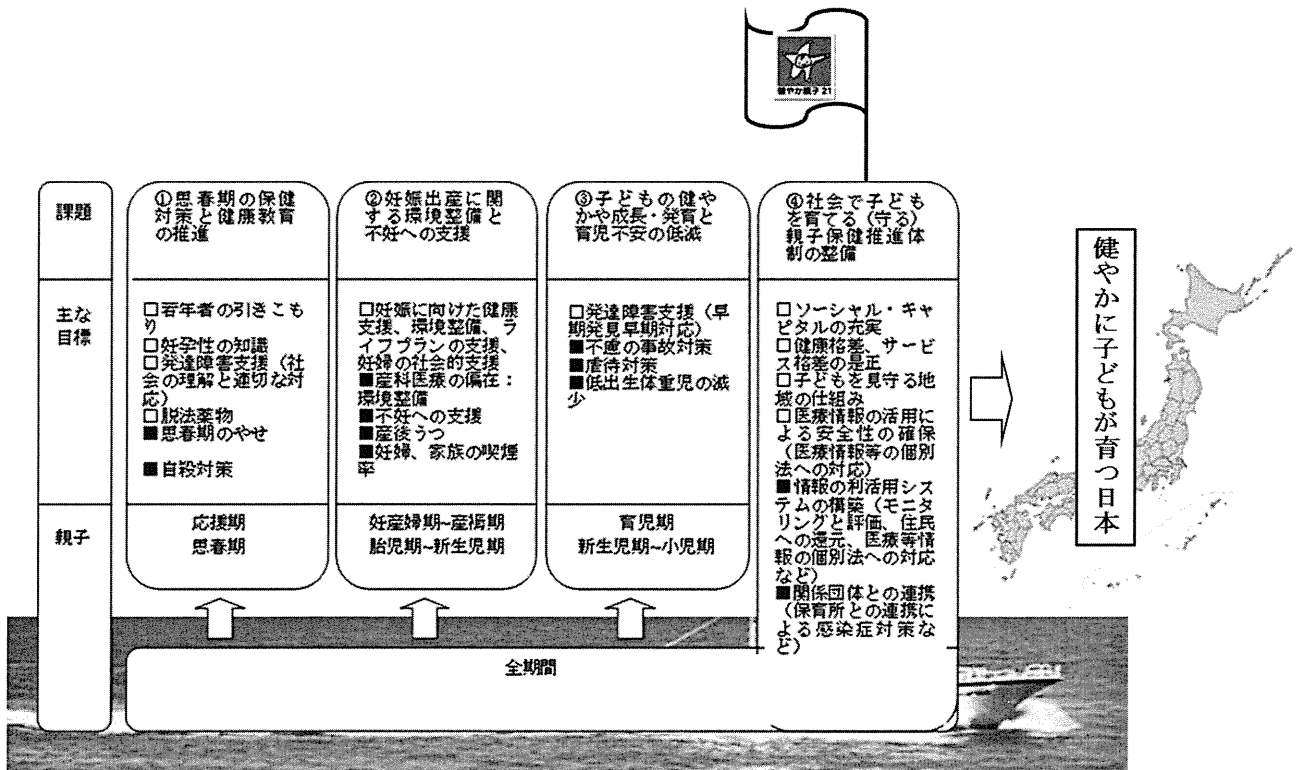 健やか親子21
課題
①思春期の保健
対策と健康教育
の推進
②妊娠出産に関
する環境整備と
不妊への支援
③子どもの健や
かや成長・発育と
育児不安の低減
④社会で子ども
を育てる（守る）
親子保健推進体
制の整備
主な
目標
□若年者の引きこも
り
□妊孕性の知識
□発達障害支援（社
会の理解と適切な対
応）
□脱法薬物
■思春期のやせ
■自殺対策
□妊娠に向けた健康
支援、環境整備、ラ
イフプランの支援、
妊婦の社会的支援
■産科医療の偏在：
環境整備
■不妊への支援
■産後うつ
■妊婦、家族の喫煙
率
□発達障害支援（早
期発見早期対応）
■不慮の事故対策
■虐待対策
■低出生体重児の減
少
□ソーシャル・キャ
ピタルの充実
□健康格差、サービ
ス格差の是正
□子どもを見守る地
域の仕組み
□医療情報の活用に
よる安全性の確保
（医療情報等の個別
法への対応）
■情報の利活用シス
テムの構築（モニタ
リングと評価、住民
への還元、医療等情
報の個別法への対応
など）
■関係団体との連携
（保育所との連携に
よる感染症対策な
ど）
親子
応援期
思春期
妊産婦期~産褥期
胎児期~新生児期
育児期
新生児期~小児期
全期間
健やかに子どもが育つ日本